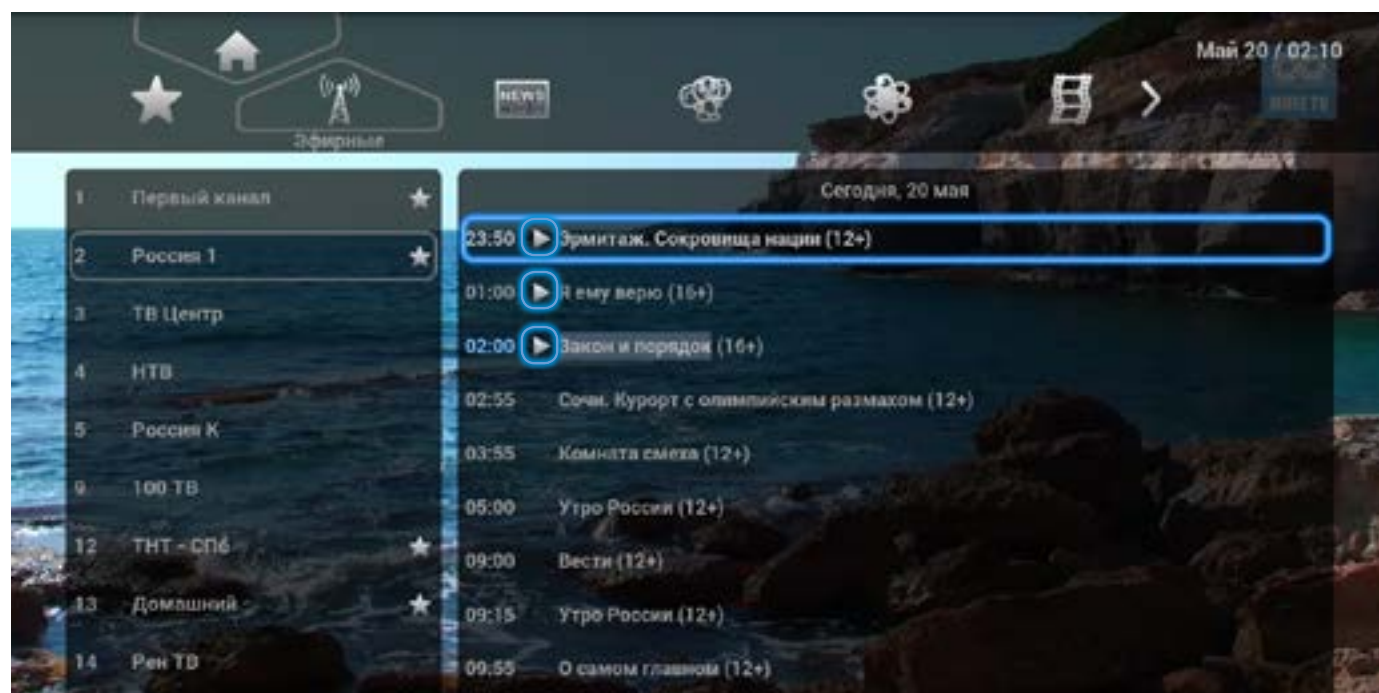 Май 20 / 02:10
NEWS
Эфирные
1 Первый канал
2 Россия 1
3 ТВ Центр
4 НТВ
5 Россия К
9 100 ТВ
12 ТНТ - СПб
13 Домашний -
14 Рен ТВ
Сегодня, 20 мая
23:50 Эрмитаж. Сокровища нации (12+)
01:00 Я ему верю (16+)
02:00 Закон и порядок (16+)
02:55 Сочи. Курорт с олимпийским размахом (12+)
03:55 Комната смеха (12+)
05:00 Утро России (12+)
09:00 Вести (12+)
09:15 Утро России (12+)
09:55 О самом главном (12+)